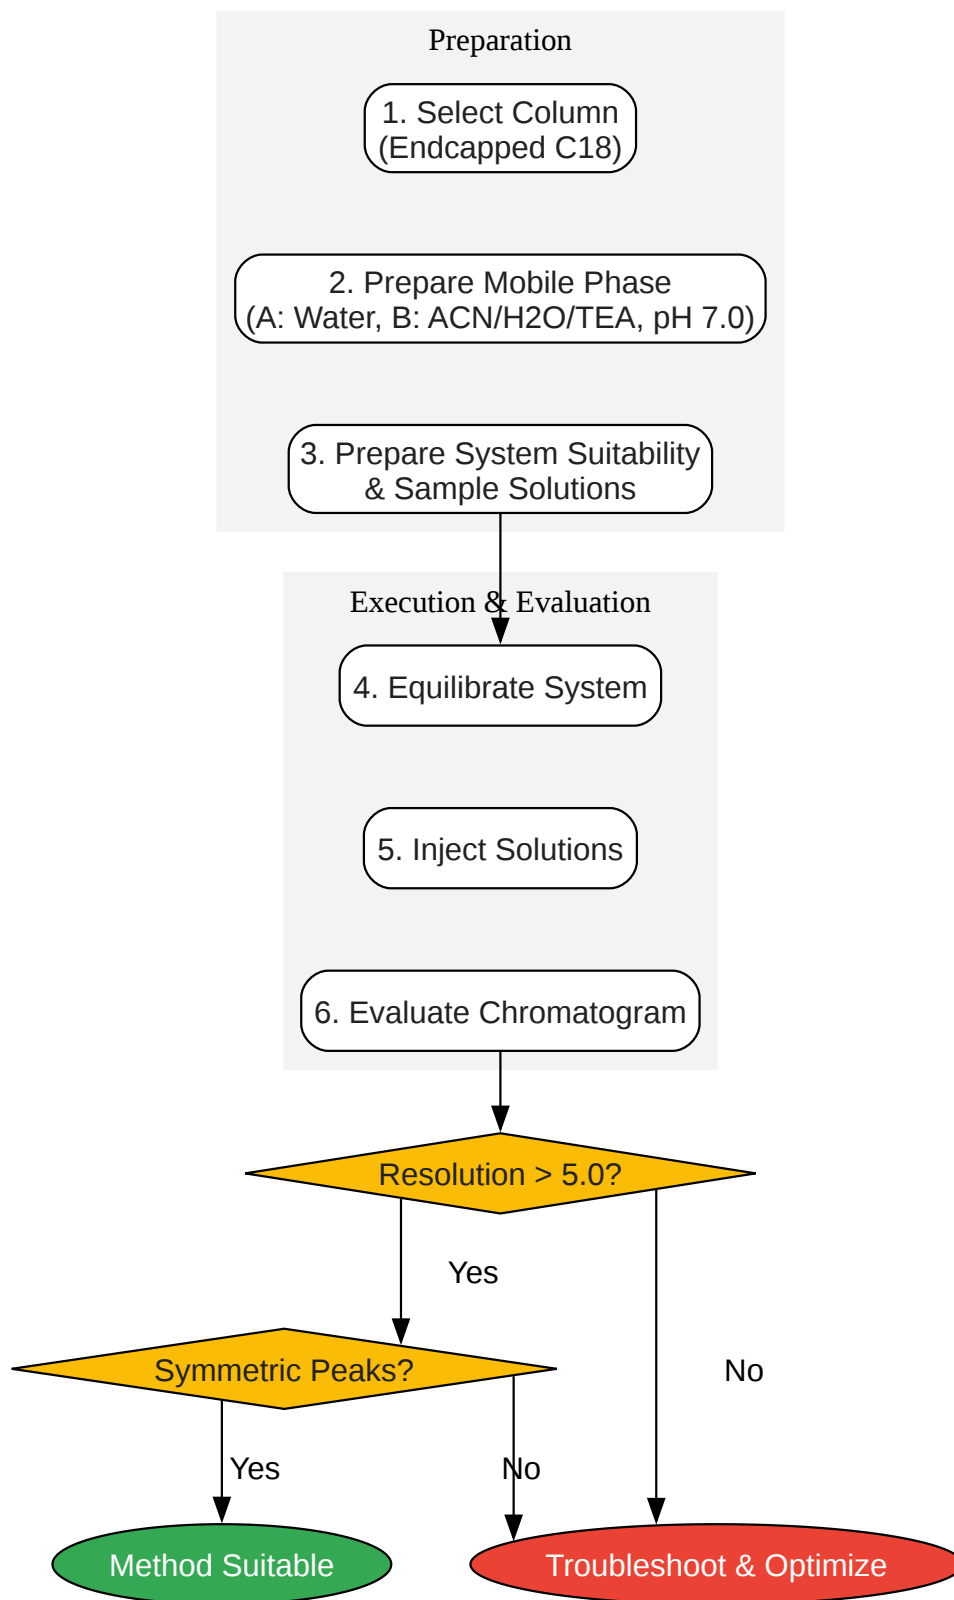 Preparation
1. Select Column
(Endcapped C18)
2. Prepare Mobile Phase
(A: Water, B: ACN/H2O/TEA, pH 7.0)
3. Prepare System Suitability
& Sample Solutions
Execution & Evaluation
4. Equilibrate System
5. Inject Solutions
6. Evaluate Chromatogram
Resolution > 5.0?
Yes
Symmetric Peaks?
No
Yes
No
Method Suitable
Troubleshoot & Optimize